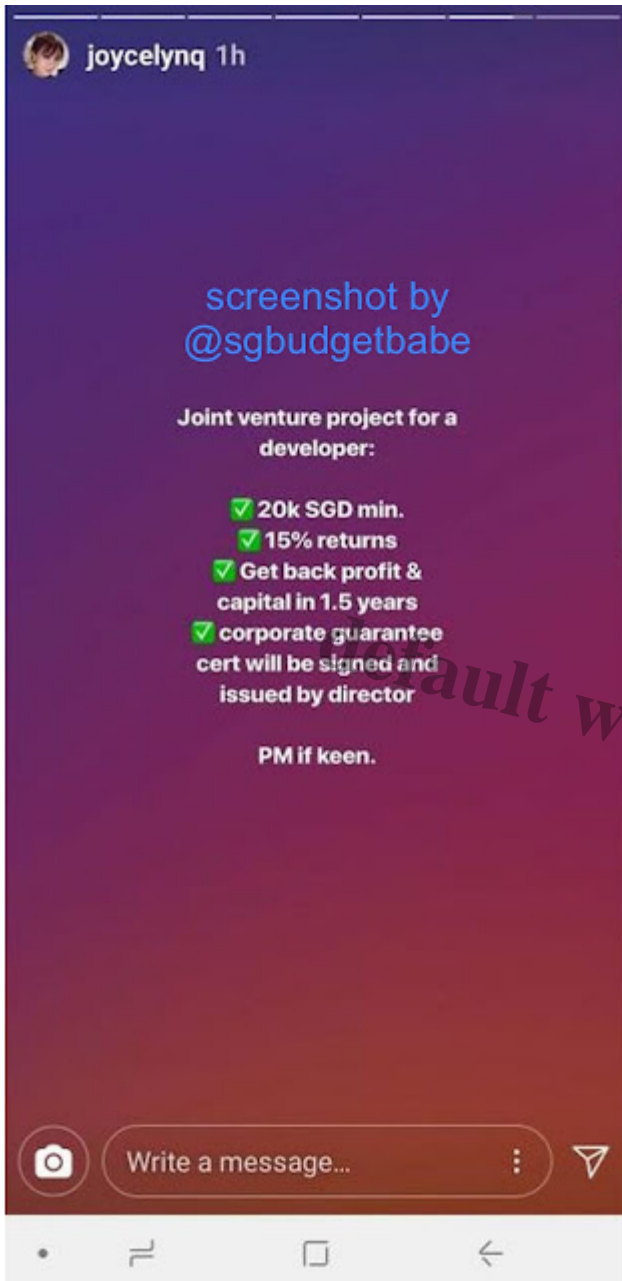 joycelynq 1h
screenshot by
@sgbudgetbabe
Joint venture project for a
developer:
✅ 20k SGD min.
✅ 15% returns
✅ Get back profit &
capital in 1.5 years
✅ corporate guarantee
cert will be signed and
issued by director
default w
PM if keen.
Write a message...